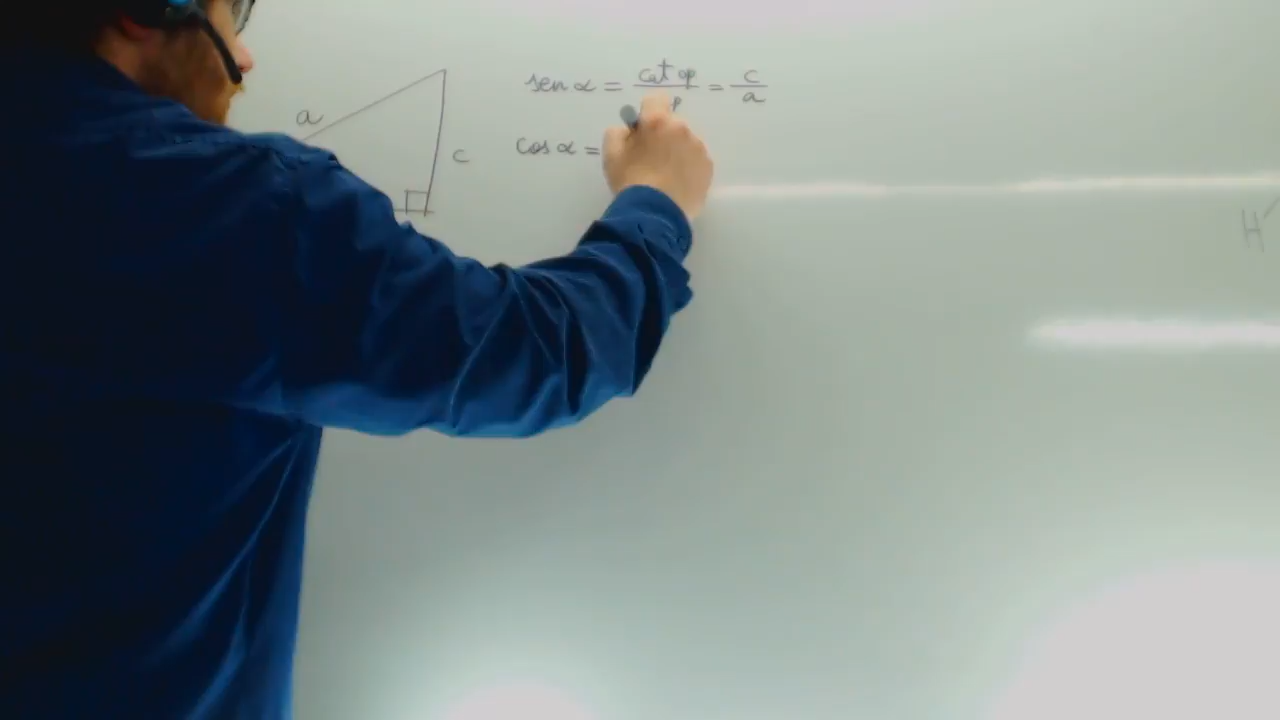 a
c
sen α = cat op / p = c / a
cos α =
H